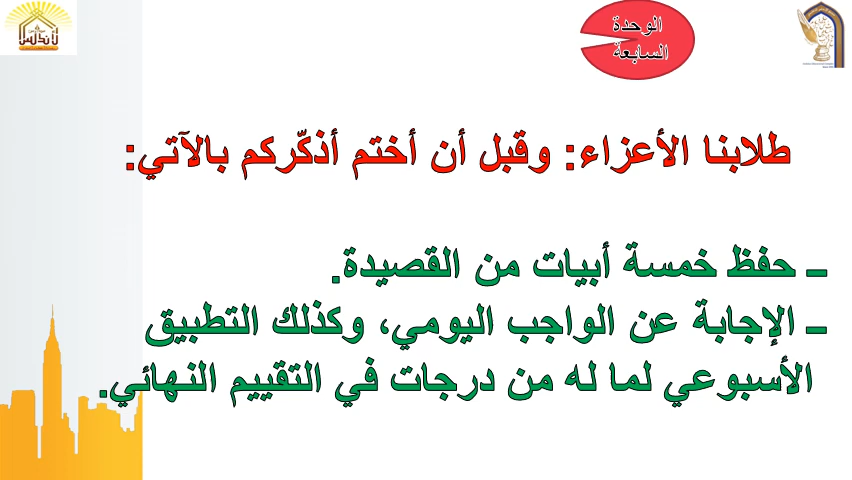 الوحدة
السابعة
طلابنا الأعزاء: وقبل أن أختم أذكّركم بالآتي:
ـ حفظ خمسة أبيات من القصيدة.
ـ الإجابة عن الواجب اليومي، وكذلك التطبيق
الأسبوعي لما له من درجات في التقييم النهائي.